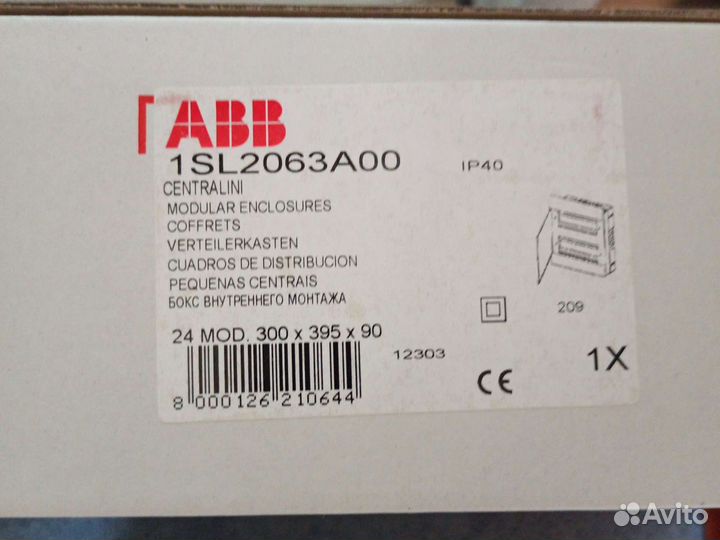 ABB
1SL2063A00 IP40
CENTRALINI
MODULAR ENCLOSURES
COFFRETS
VERTEILERKASTEN
CUADROS DE DISTRIBUCION
PEQUENAS CENTRAIS
БОКС ВНУТРЕННЕГО МОНТАЖА
209
24 MOD. 300 x 395 x 90
12303
CE
1X
8 000126 210644
Avito